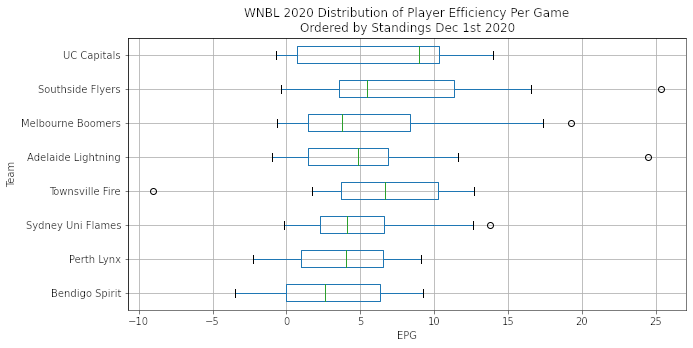 WNBL 2020 Distribution of Player Efficiency Per Game
Ordered by Standings Dec 1st 2020
UC Capitals
Southside Flyers
Melbourne Boomers
Adelaide Lightning
Townsville Fire
Sydney Uni Flames
Perth Lynx
Bendigo Spirit
Team
−10 −5 0 5 10 15 20 25
EPG